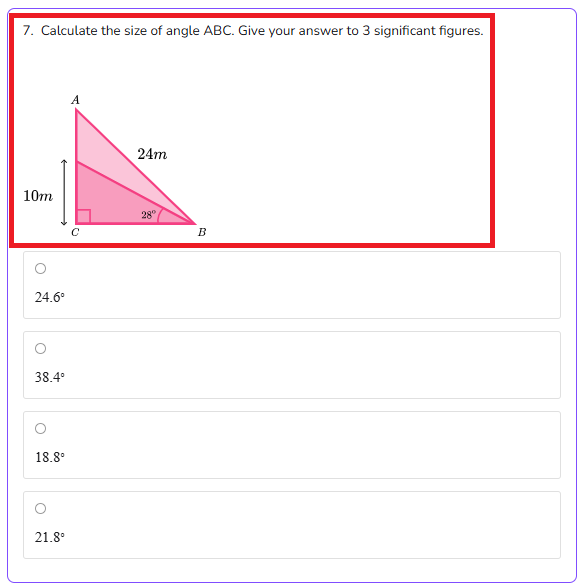 7. Calculate the size of angle ABC. Give your answer to 3 significant figures.
A
24m
10m
28°
C
B
24.6°
38.4°
18.8°
21.8°